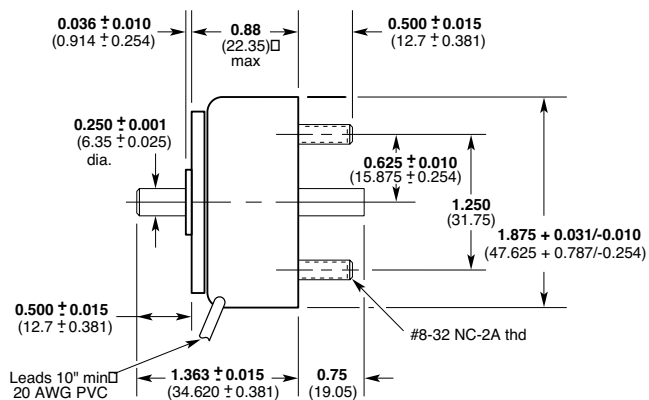 0.036 ± 0.010
(0.914 ± 0.254)
0.88
(22.35)□
max
0.500 ± 0.015
(12.7 ± 0.381)
0.250 ± 0.001
(6.35 ± 0.025)
dia.
0.625 ± 0.010
(15.875 ± 0.254)
1.250
(31.75)
1.875 + 0.031/-0.010
(47.625 + 0.787/-0.254)
0.500 ± 0.015
(12.7 ± 0.381)
#8-32 NC-2A thd
Leads 10" min□
20 AWG PVC
1.363 ± 0.015
(34.620 ± 0.381)
0.75
(19.05)